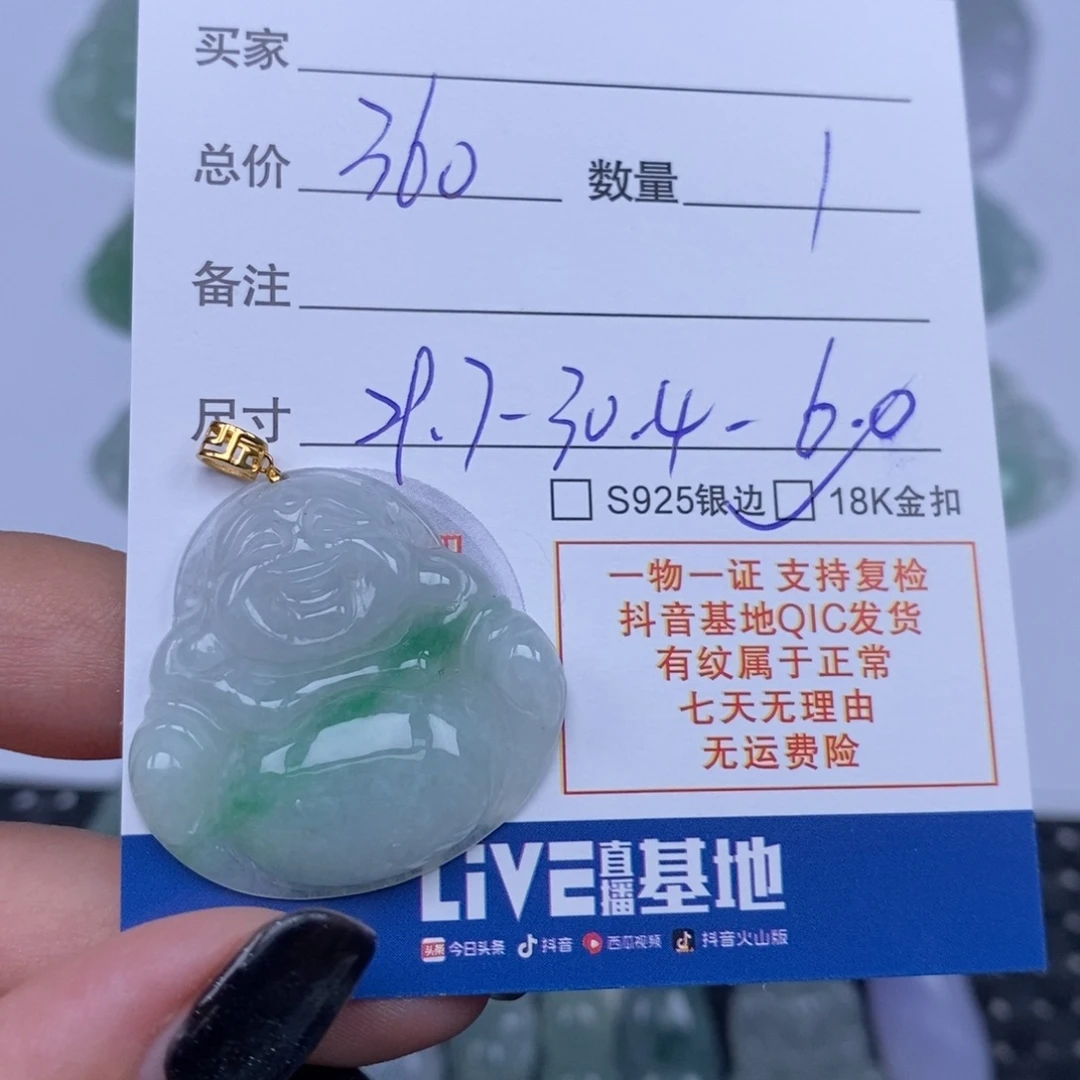 买家
总价 360 数量 1
备注
尺寸 29.7-30.4-6.0
S925银边 18K金扣
一物一证 支持复检
抖音基地QIC发货
有纹属于正常
七天无理由
无运费险
LiVE直播基地
头条 今日头条 抖音 西瓜视频 抖音火山版